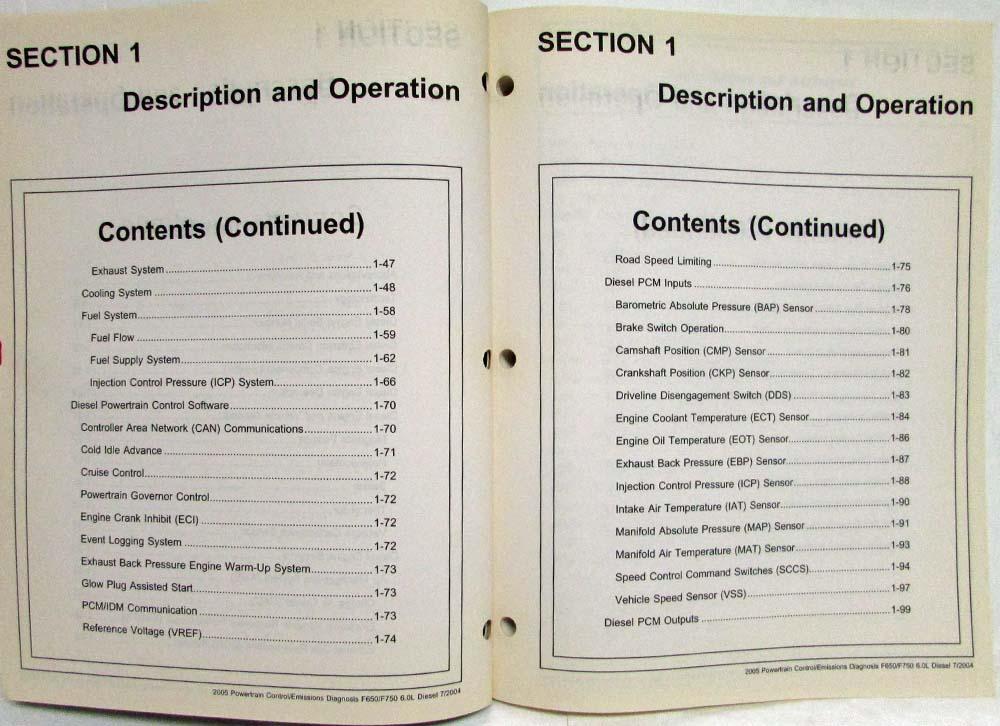 SECTION 1
Description and Operation
Contents (Continued)
Exhaust System 1-47
Cooling System 1-48
Fuel System 1-58
Fuel Flow 1-59
Fuel Supply System 1-62
Injection Control Pressure (ICP) System 1-66
Diesel Powertrain Control Software 1-70
Controller Area Network (CAN) Communications 1-70
Cold Idle Advance 1-71
Cruise Control 1-72
Powertrain Governor Control 1-72
Engine Crank Inhibit (ECI) 1-72
Event Logging System 1-72
Exhaust Back Pressure Engine Warm-Up System 1-73
Glow Plug Assisted Start 1-73
PCM/IDM Communication 1-73
Reference Voltage (VREF) 1-74
2005 Powertrain Control/Emissions Diagnosis F650/F750 6.0L Diesel 7/2004
SECTION 1
Description and Operation
Contents (Continued)
Road Speed Limiting 1-75
Diesel PCM Inputs 1-76
Barometric Absolute Pressure (BAP) Sensor 1-78
Brake Switch Operation 1-80
Camshaft Position (CMP) Sensor 1-81
Crankshaft Position (CKP) Sensor 1-82
Driveline Disengagement Switch (DDS) 1-83
Engine Coolant Temperature (ECT) Sensor 1-84
Engine Oil Temperature (EOT) Sensor 1-86
Exhaust Back Pressure (EBP) Sensor 1-87
Injection Control Pressure (ICP) Sensor 1-88
Intake Air Temperature (IAT) Sensor 1-90
Manifold Absolute Pressure (MAP) Sensor 1-91
Manifold Air Temperature (MAT) Sensor 1-93
Speed Control Command Switches (SCCS) 1-94
Vehicle Speed Sensor (VSS) 1-97
Diesel PCM Outputs 1-99
2005 Powertrain Control/Emissions Diagnosis F650/F750 6.0L Diesel 7/2004